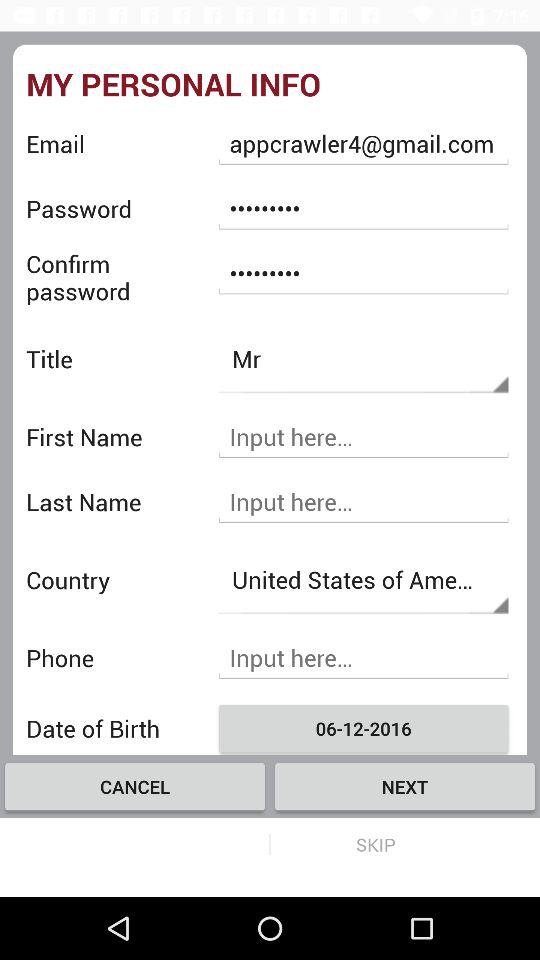 7:16
MY PERSONAL INFO
Email appcrawler4@gmail.com
Password •••••••••
Confirm
password •••••••••
Title Mr
First Name Input here...
Last Name Input here...
Country United States of Ame...
Phone Input here...
Date of Birth 06-12-2016
CANCEL NEXT
SKIP